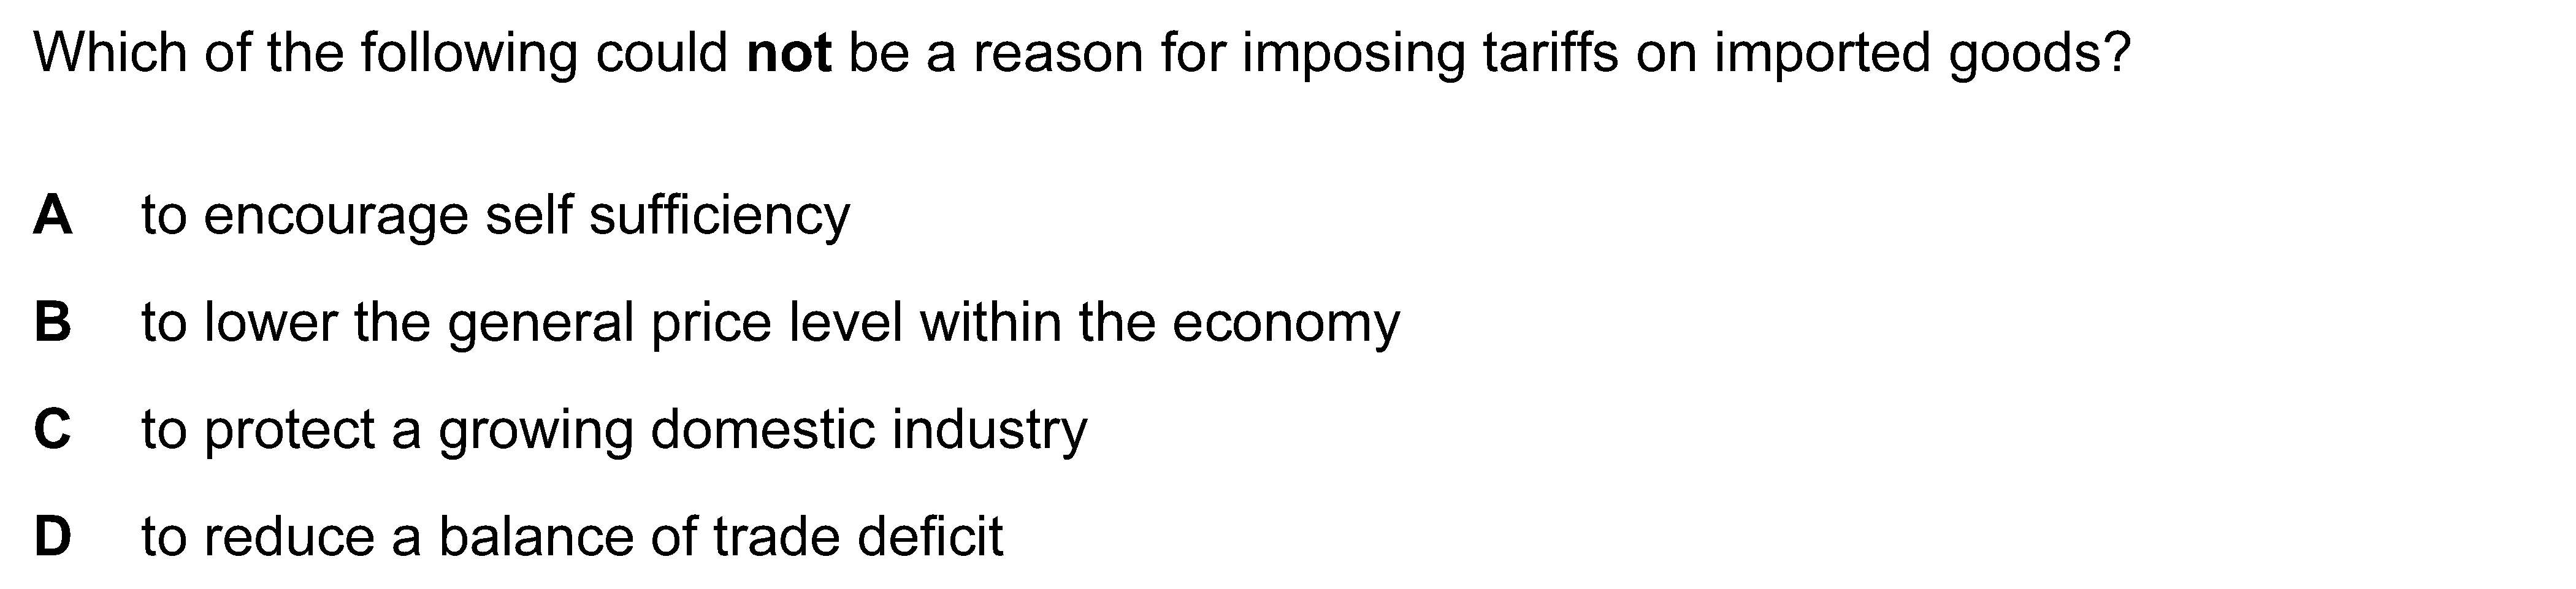 Which of the following could not be a reason for imposing tariffs on imported goods?
A to encourage self sufficiency
B to lower the general price level within the economy
C to protect a growing domestic industry
D to reduce a balance of trade deficit